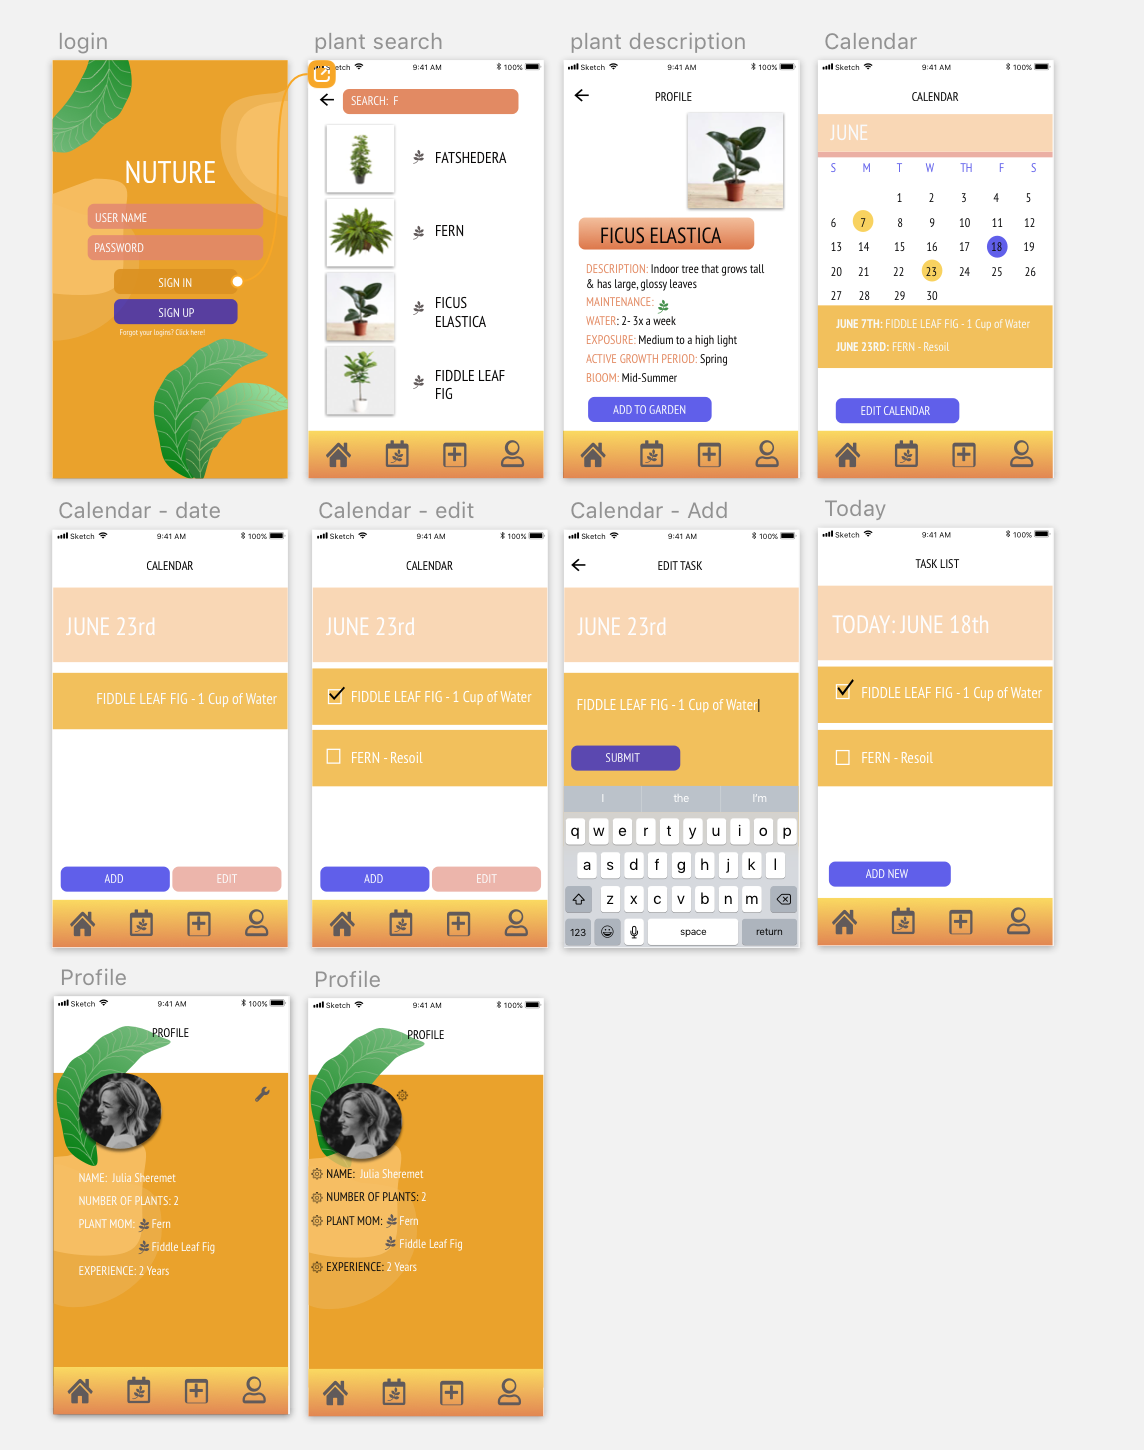 login
NUTURE
USER NAME
PASSWORD
SIGN IN
SIGN UP
Forgot your logins? Click here!
plant search
etch 9:41 AM 100%
SEARCH: F
FATSHEDERA
FERN
FICUS
ELASTICA
FIDDLE LEAF
FIG
plant description
Sketch 9:41 AM 100%
PROFILE
FICUS ELASTICA
DESCRIPTION: Indoor tree that grows tall
& has large, glossy leaves
MAINTENANCE:
WATER: 2- 3x a week
EXPOSURE: Medium to a high light
ACTIVE GROWTH PERIOD: Spring
BlOOM: Mid-Summer
ADD TO GARDEN
Calendar
Sketch 9:41 AM 100%
CALENDAR
JUNE
S M T W TH F S
1 2 3 4 5
6 7 8 9 10 11 12
13 14 15 16 17 18 19
20 21 22 23 24 25 26
27 28 29 30
JUNE 7TH: FIDDLE LEAF FIG - 1 Cup of Water
JUNE 23RD: FERN - Resoil
EDIT CALENDAR
Calendar - date
Sketch 9:41 AM 100%
CALENDAR
JUNE 23rd
FIDDLE LEAF FIG - 1 Cup of Water
ADD EDIT
Calendar - edit
Sketch 9:41 AM 100%
CALENDAR
JUNE 23rd
FIDDLE LEAF FIG - 1 Cup of Water
FERN - Resoil
ADD EDIT
Calendar - Add
Sketch 9:41 AM 100%
EDIT TASK
JUNE 23rd
FIDDLE LEAF FIG - 1 Cup of Water
SUBMIT
I the I'm
q w e r t y u i o p
a s d f g h j k l
z x c v b n m
123 space return
Today
Sketch 9:41 AM 100%
TASK LIST
TODAY: JUNE 18th
FIDDLE LEAF FIG - 1 Cup of Water
FERN - Resoil
ADD NEW
Profile
Sketch 9:41 AM 100%
PROFILE
NAME: Julia Sheremet
NUMBER OF PLANTS: 2
PLANT MOM: Fern
Fiddle Leaf Fig
EXPERIENCE: 2 Years
Profile
Sketch 9:41 AM 100%
PROFILE
NAME: Julia Sheremet
NUMBER OF PLANTS: 2
PLANT MOM: Fern
Fiddle Leaf Fig
EXPERIENCE: 2 Years